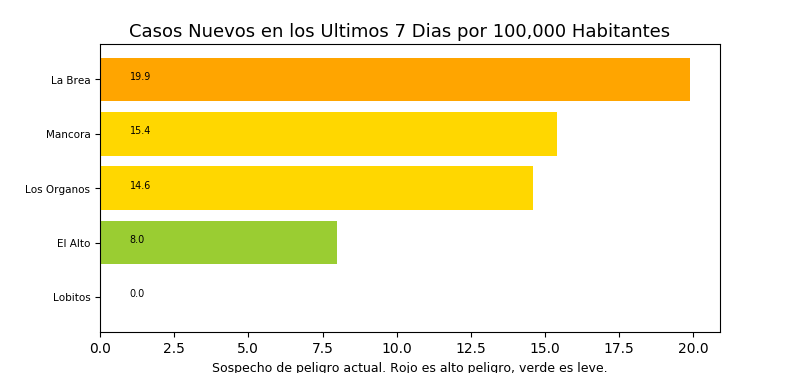 Casos Nuevos en los Ultimos 7 Dias por 100,000 Habitantes
La Brea 19.9
Mancora 15.4
Los Organos 14.6
El Alto 8.0
Lobitos 0.0
0.0 2.5 5.0 7.5 10.0 12.5 15.0 17.5 20.0
Sospecho de peligro actual. Rojo es alto peligro, verde es leve.